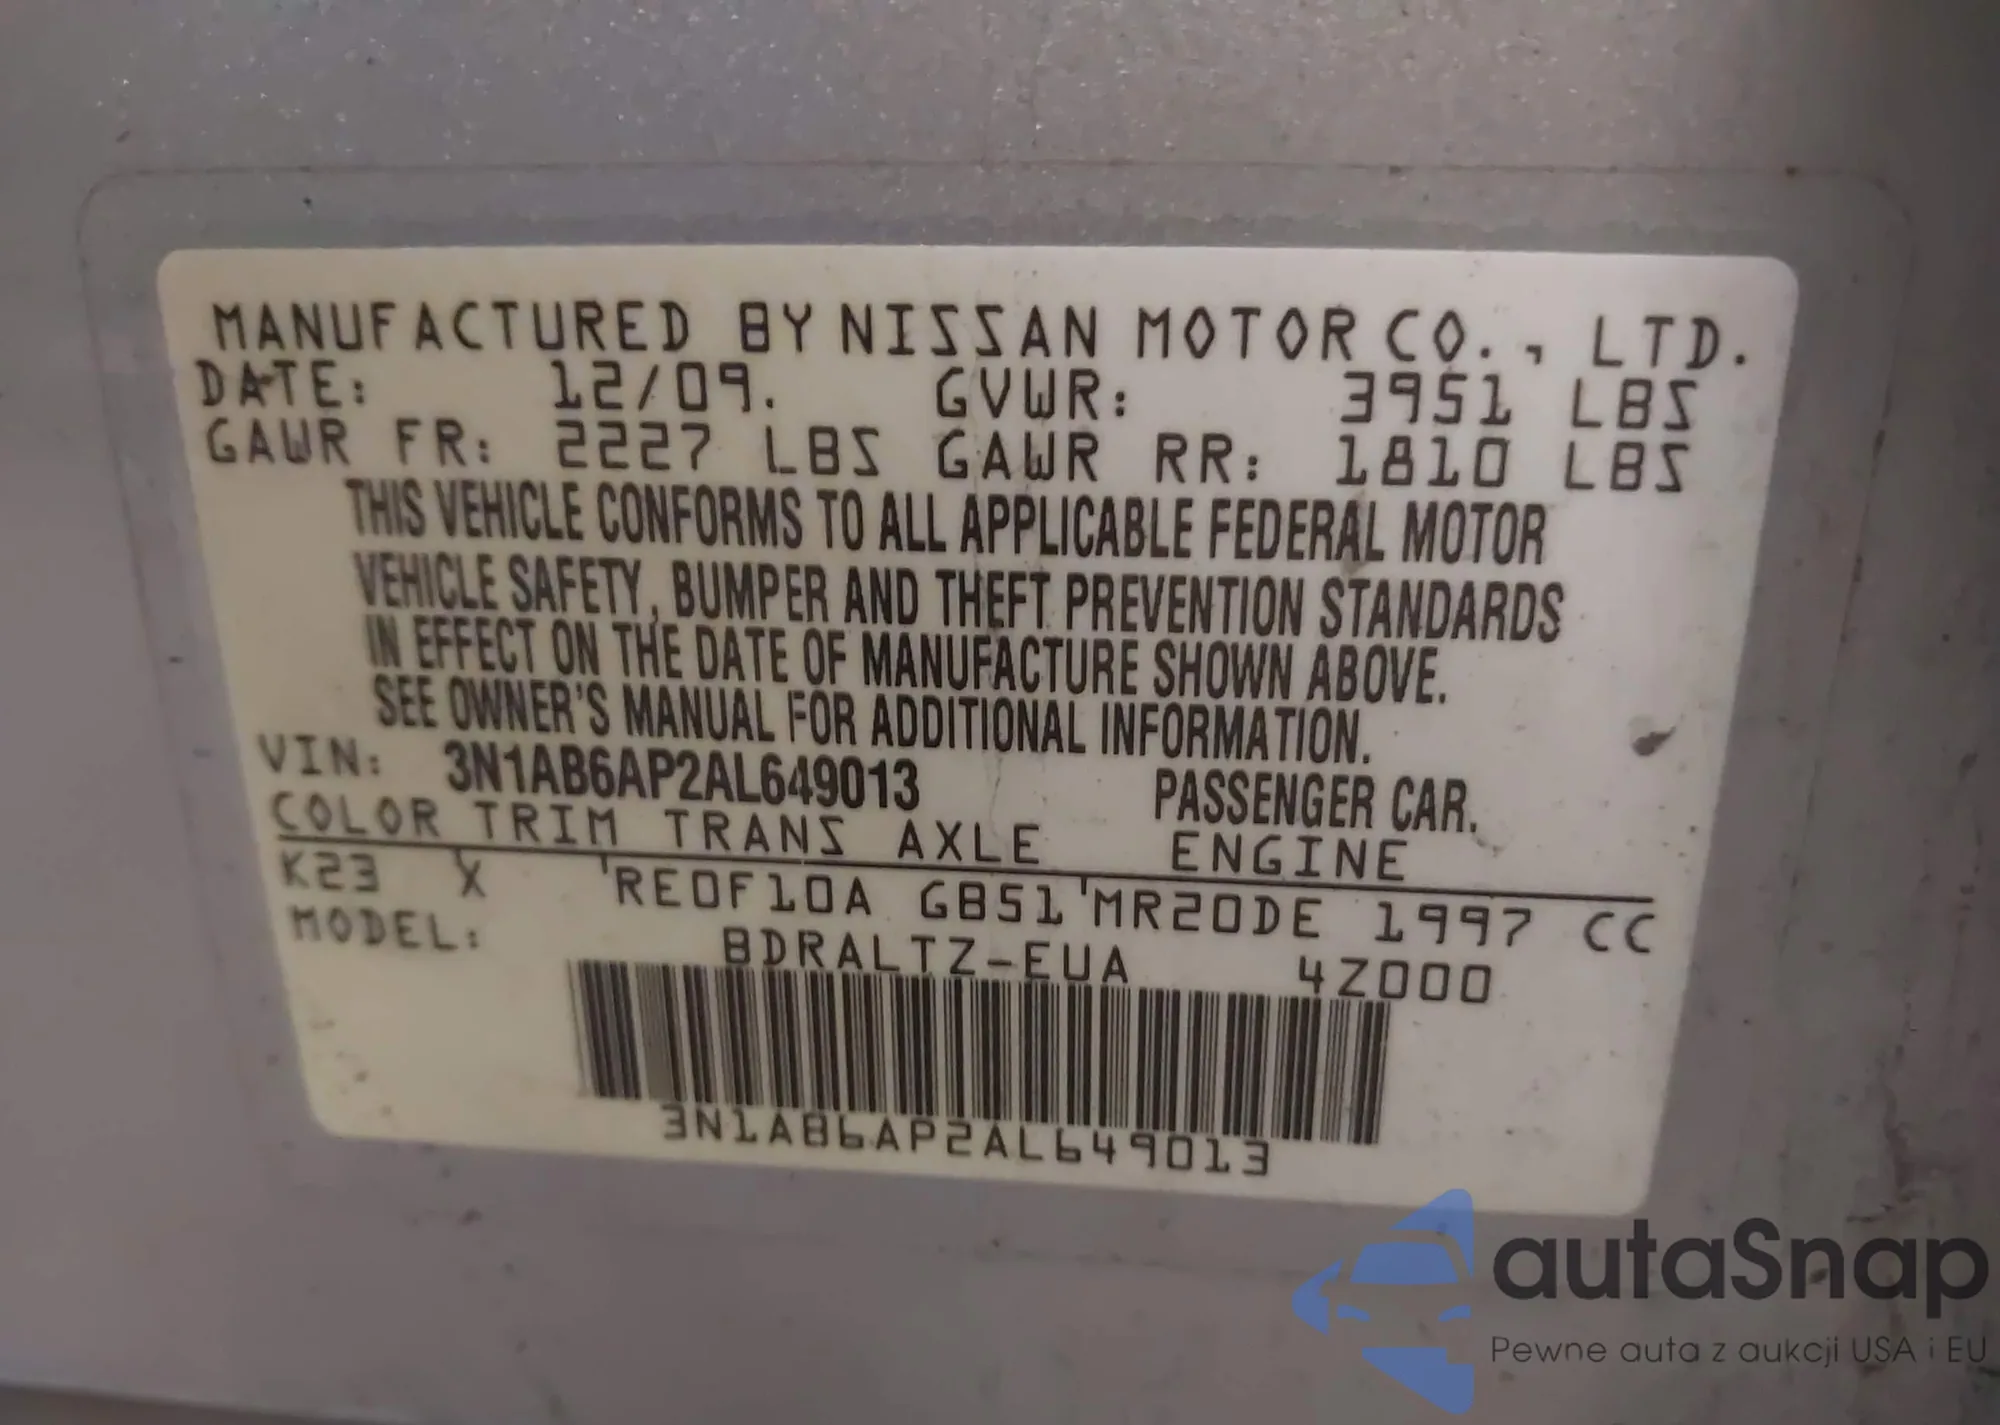 MANUFACTURED BY NISSAN MOTOR CO., LTD.
DATE: 12/09. GVWR: 3951 LBS
GAWR FR: 2227 LBS GAWR RR: 1810 LBS
THIS VEHICLE CONFORMS TO ALL APPLICABLE FEDERAL MOTOR
VEHICLE SAFETY, BUMPER AND THEFT PREVENTION STANDARDS
IN EFFECT ON THE DATE OF MANUFACTURE SHOWN ABOVE.
SEE OWNER'S MANUAL FOR ADDITIONAL INFORMATION.
VIN: 3N1AB6AP2AL649013 PASSENGER CAR.
COLOR TRIM TRANS AXLE ENGINE
K23 X RE0F10A GB51 MR20DE 1997 CC
MODEL: BDRALTZ-EUA 4Z000
3N1AB6AP2AL649013
autaSnap
Pewne auta z aukcji USA i EU